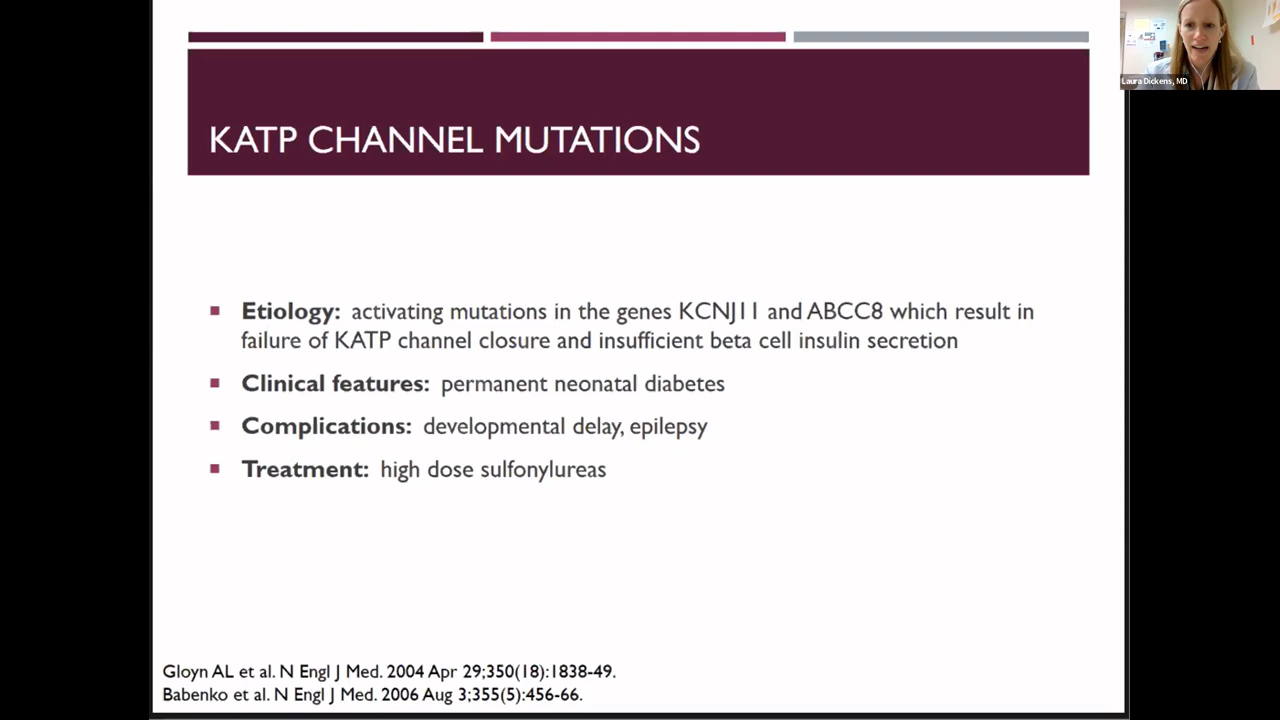 Laura Dickens, MD
KATP CHANNEL MUTATIONS
Etiology: activating mutations in the genes KCNJ11 and ABCC8 which result in
failure of KATP channel closure and insufficient beta cell insulin secretion
Clinical features: permanent neonatal diabetes
Complications: developmental delay, epilepsy
Treatment: high dose sulfonylureas
Gloyn AL et al. N Engl J Med. 2004 Apr 29;350(18):1838-49.
Babenko et al. N Engl J Med. 2006 Aug 3;355(5):456-66.